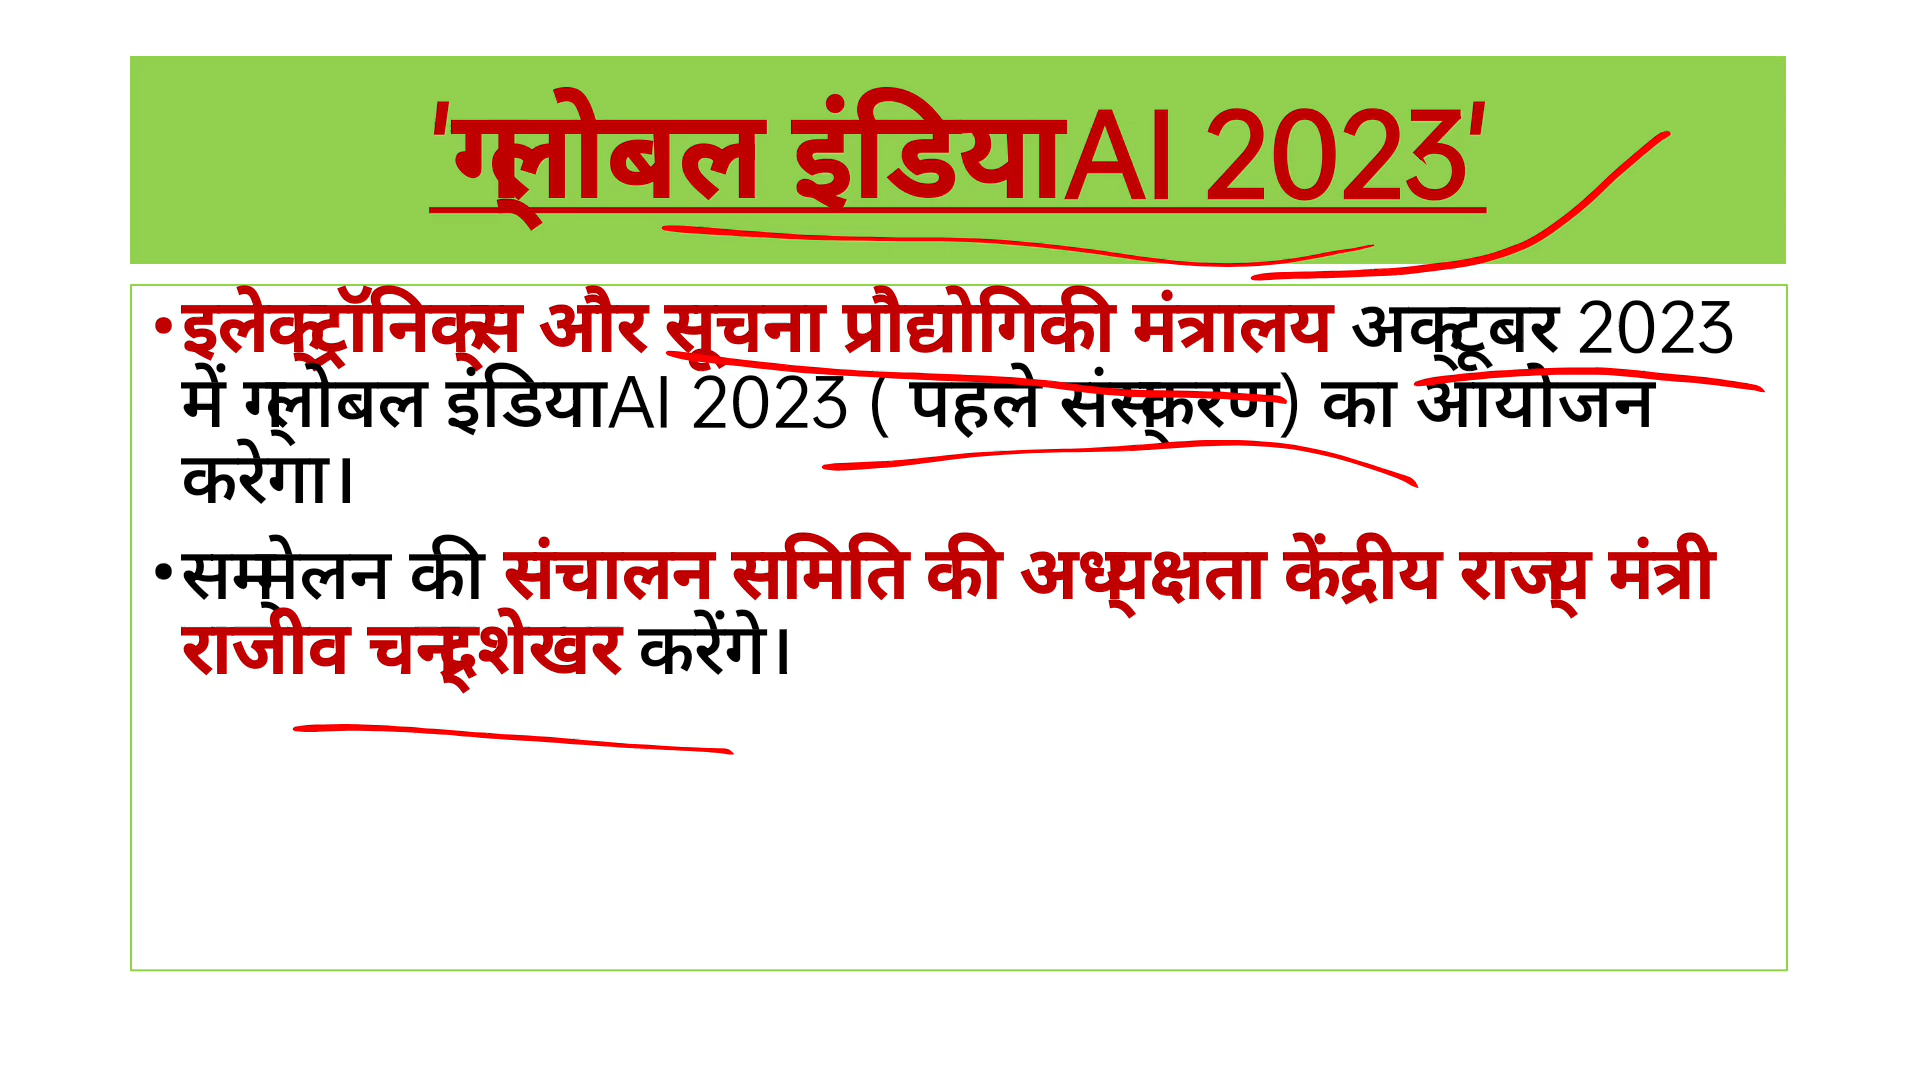 'ग्लोबल इंडियाAI 2023'
•इलेक्ट्रॉनिक्स और सूचना प्रौद्योगिकी मंत्रालय अक्टूबर 2023
में ग्लोबल इंडियाAI 2023 ( पहले संस्करण) का आयोजन
करेगा।
•सम्मेलन की संचालन समिति की अध्यक्षता केंद्रीय राज्य मंत्री
राजीव चन्द्रशेखर करेंगे।